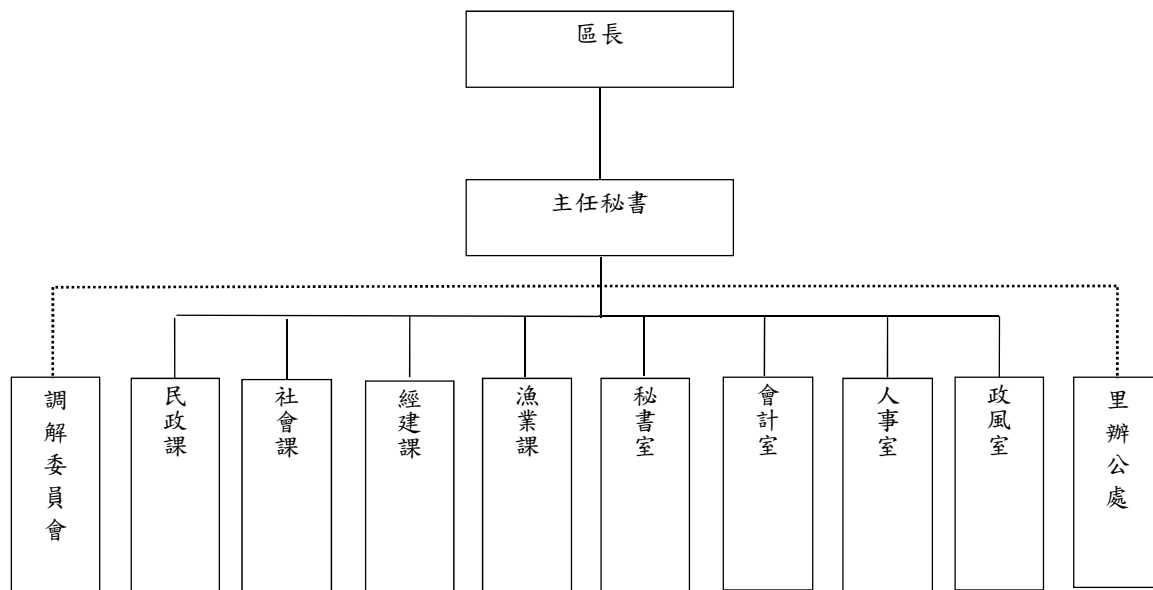 區長
主任秘書
調解委員會
民政課
社會課
經建課
漁業課
秘書室
會計室
人事室
政風室
里辦公處